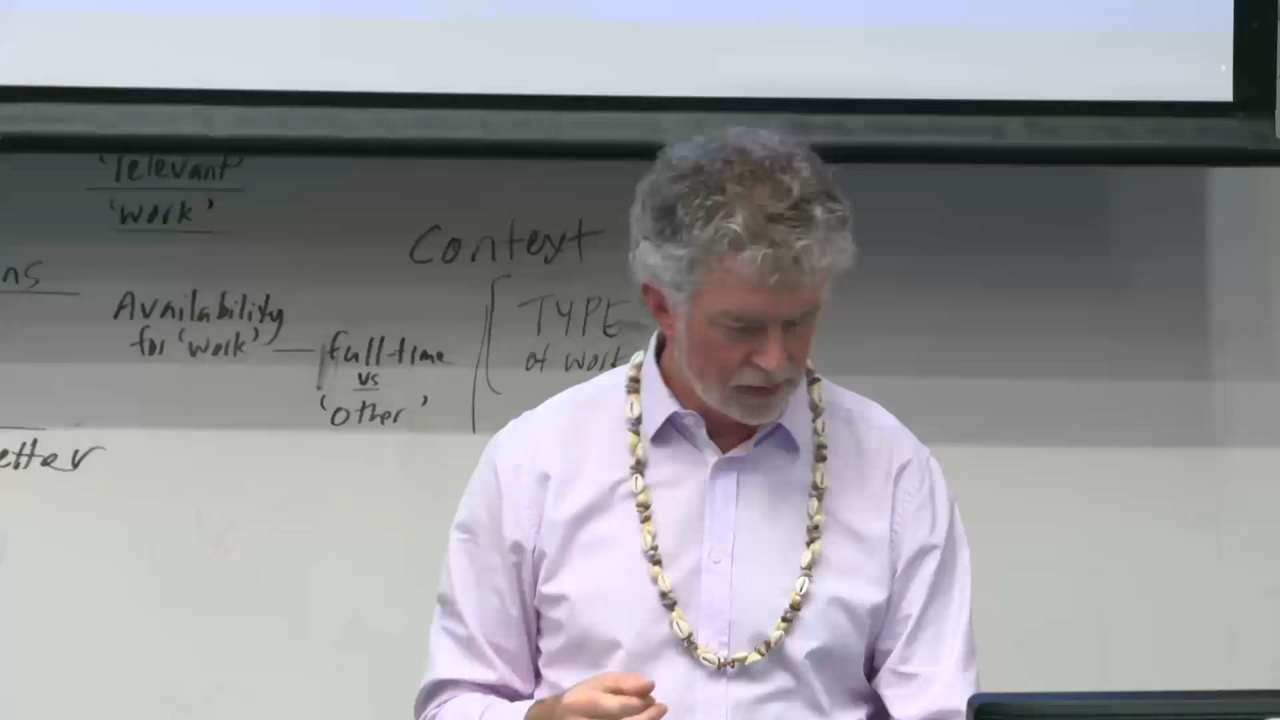 'relevant'
'work'
ns
Availability
for 'work' — full time
vs
'Other'
Context
TYPE
of work
etter